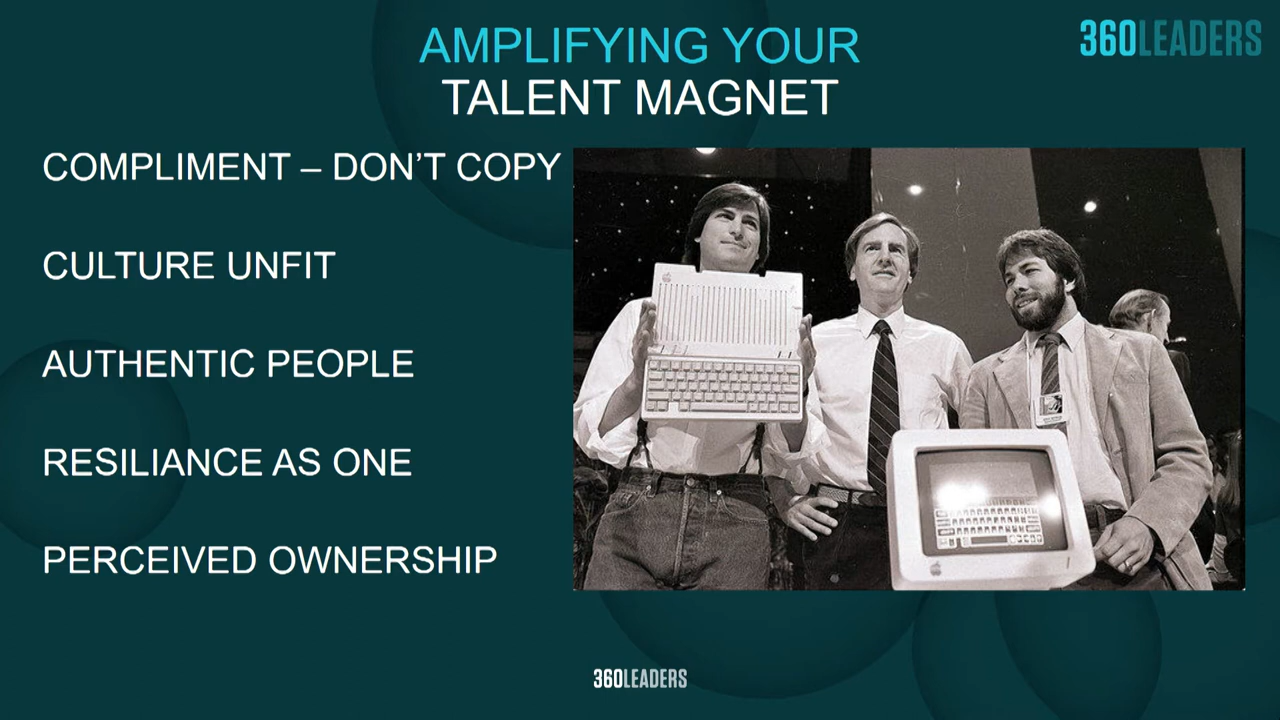 AMPLIFYING YOUR
TALENT MAGNET
360LEADERS
COMPLIMENT – DON’T COPY
CULTURE UNFIT
AUTHENTIC PEOPLE
RESILIANCE AS ONE
PERCEIVED OWNERSHIP
360LEADERS